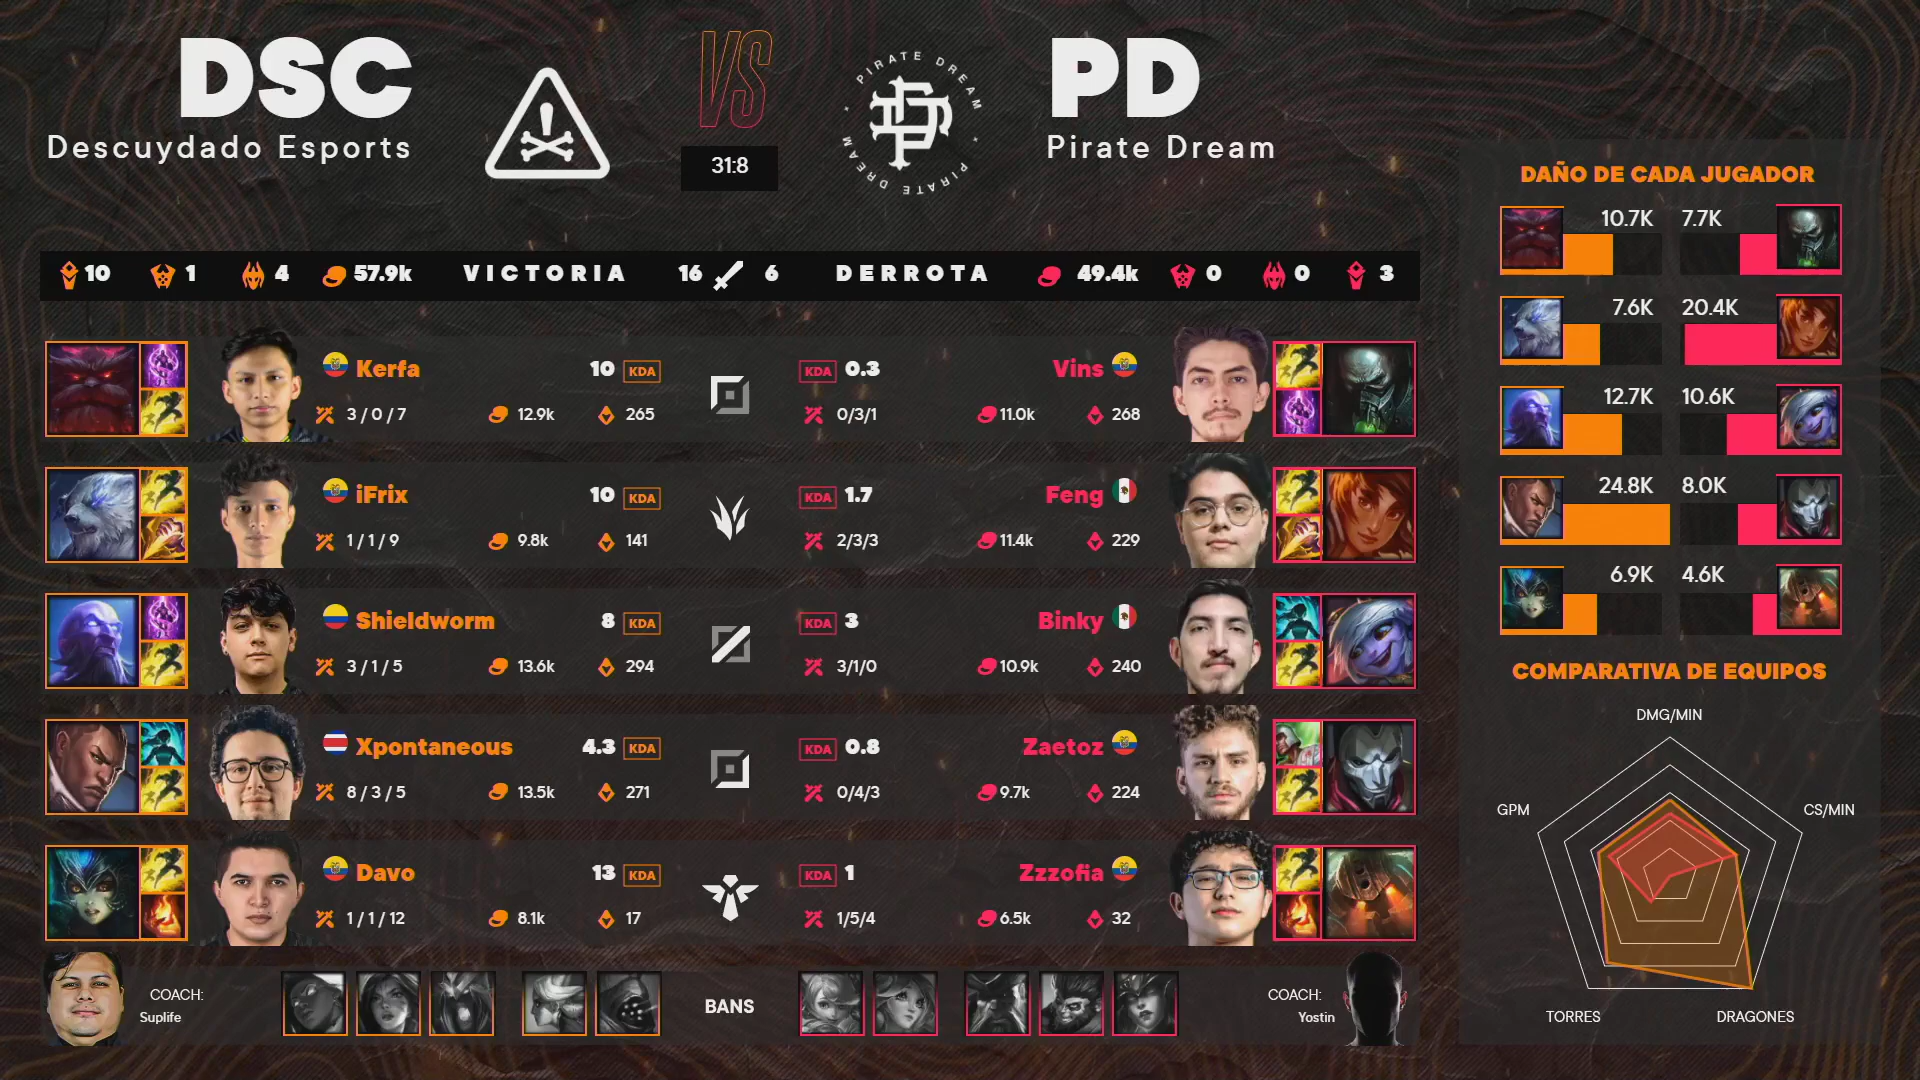 DSC
Descuydado Esports
VS
31:8
PIRATE DREAM
PIRATE DREAM
PD
Pirate Dream
10 1 4 57.9k VICTORIA 16 6 DERROTA 49.4k 0 0 3
Kerfa 10 KDA
3 / 0 / 7 12.9k 265
KDA 0.3 Vins
0/3/1 11.0k 268
iFrix 10 KDA
1 / 1 / 9 9.8k 141
KDA 1.7 Feng
2/3/3 11.4k 229
Shieldworm 8 KDA
3 / 1 / 5 13.6k 294
KDA 3 Binky
3/1/0 10.9k 240
Xpontaneous 4.3 KDA
8 / 3 / 5 13.5k 271
KDA 0.8 Zaetoz
0/4/3 9.7k 224
Davo 13 KDA
1 / 1 / 12 8.1k 17
KDA 1 Zzzofia
1/5/4 6.5k 32
COACH:
Suplife
BANS
COACH:
Yostin
DAÑO DE CADA JUGADOR
10.7K 7.7K
7.6K 20.4K
12.7K 10.6K
24.8K 8.0K
6.9K 4.6K
COMPARATIVA DE EQUIPOS
DMG/MIN
GPM CS/MIN
TORRES DRAGONES